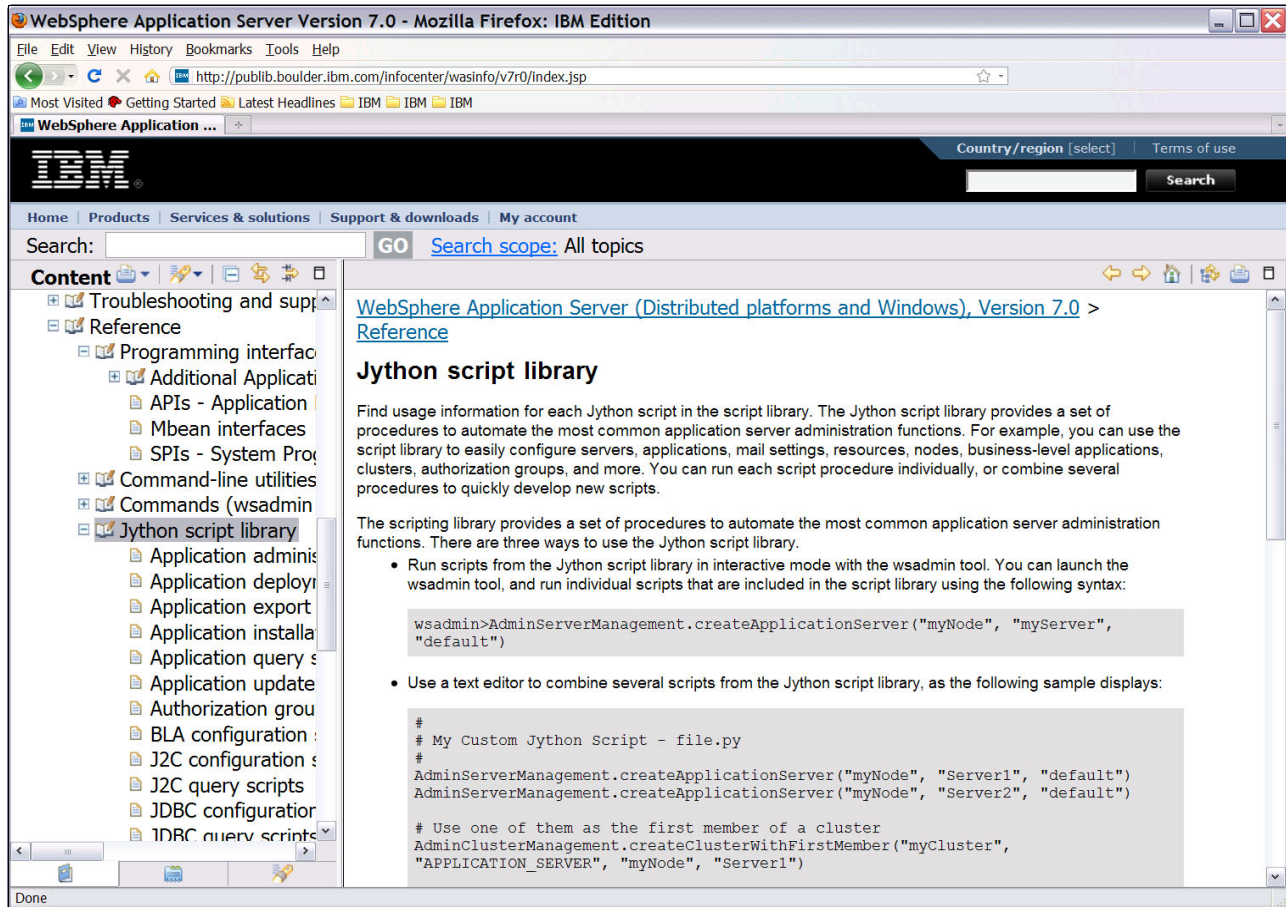 WebSphere Application Server Version 7.0 - Mozilla Firefox: IBM Edition
File Edit View History Bookmarks Tools Help
http://publib.boulder.ibm.com/infocenter/wasinfo/v7r0/index.jsp
Most Visited Getting Started Latest Headlines IBM IBM IBM
WebSphere Application ...
Country/region [select] Terms of use
IBM®
Search
Home | Products | Services & solutions | Support & downloads | My account
Search: GO Search scope: All topics
Content
Troubleshooting and supp
Reference
Programming interfac
Additional Applicati
APIs - Application
Mbean interfaces
SPIs - System Prog
Command-line utilities
Commands (wsadmin
Jython script library
Application adminis
Application deployr
Application export
Application installa
Application query s
Application update
Authorization grou
BLA configuration
J2C configuration s
J2C query scripts
JDBC configuration
JDBC query scripts
WebSphere Application Server (Distributed platforms and Windows), Version 7.0 >
Reference
Jython script library
Find usage information for each Jython script in the script library. The Jython script library provides a set of
procedures to automate the most common application server administration functions. For example, you can use the
script library to easily configure servers, applications, mail settings, resources, nodes, business-level applications,
clusters, authorization groups, and more. You can run each script procedure individually, or combine several
procedures to quickly develop new scripts.
The scripting library provides a set of procedures to automate the most common application server administration
functions. There are three ways to use the Jython script library.
• Run scripts from the Jython script library in interactive mode with the wsadmin tool. You can launch the
wsadmin tool, and run individual scripts that are included in the script library using the following syntax:
wsadmin>AdminServerManagement.createApplicationServer("myNode", "myServer",
"default")
• Use a text editor to combine several scripts from the Jython script library, as the following sample displays:
#
# My Custom Jython Script - file.py
#
AdminServerManagement.createApplicationServer("myNode", "Server1", "default")
AdminServerManagement.createApplicationServer("myNode", "Server2", "default")
# Use one of them as the first member of a cluster
AdminClusterManagement.createClusterWithFirstMember("myCluster",
"APPLICATION_SERVER", "myNode", "Server1")
Done